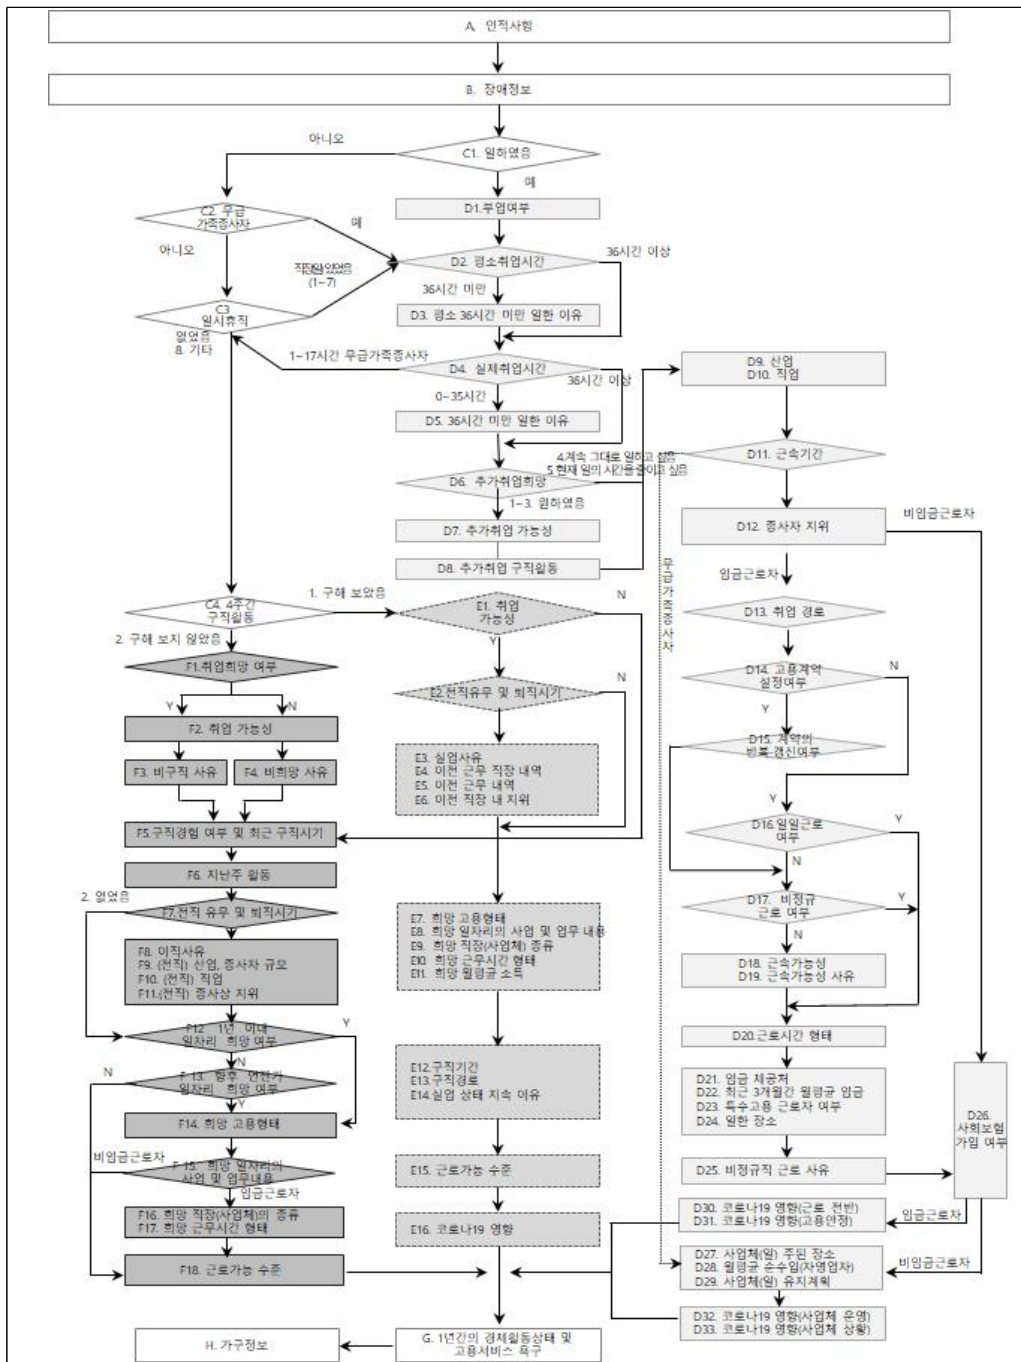 A. 인적사항
B. 장애정보
아니오
C1. 일하였음
예
C2. 무급
가족종사자
예
D1.부업여부
아니오
직장일있었음
(1~7)
D2. 평소취업시간
36시간 이상
36시간 미만
D3. 평소 36시간 미만 일한 이유
C3
일시휴직
없었음
8. 기타
1~17시간 무급가족종사자
D4. 실제취업시간
36시간 이상
0~35시간
D5. 36시간 미만 일한 이유
D9. 산업
D10. 직업
4.계속 그대로 일하고 싶음
5.현재 일의 시간을 줄이고 싶음
D11. 근속기간
D6. 추가취업희망
1~3. 원하였음
D7. 추가취업 가능성
D8. 추가취업 구직활동
비임금근로자
D12. 종사자 지위
무급가족종사자
임금근로자
C4. 4주간
구직활동
1. 구해 보았음
E1. 취업
가능성
N
Y
D13. 취업 경로
2. 구해 보지 않았음
F1.취업희망 여부
Y
N
E2.전직유무 및 퇴직시기
N
D14. 고용계약
설정여부
N
Y
F2. 취업 가능성
D15. 계약의
반복 갱신여부
F3. 비구직 사유
F4. 비희망 사유
E3. 실업사유
E4. 이전 근무 직장 내역
E5. 이전 근무 내역
E6. 이전 직장 내 지위
Y
D16.일일근로
여부
Y
N
F5.구직경험 여부 및 최근 구직시기
F6. 지난주 활동
2. 없었음
F7.전직 유무 및 퇴직시기
D17. 비정규
근로 여부
Y
N
E7. 희망 고용형태
E8. 희망 일자리의 사업 및 업무 내용
E9. 희망 직장(사업체) 종류
E10. 희망 근무시간 형태
E11. 희망 월평균 소득
F8. 이직사유
F9. (전직) 산업, 종사자 규모
F10. (전직) 직업
F11.(전직) 종사상 지위
D18. 근속가능성
D19. 근속가능성 사유
F12 1년 이내
일자리 희망 여부
Y
N
D20.근로시간 형태
N
F 13. 향후 언젠가
일자리 희망 여부
Y
E12.구직기간
E13.구직경로
E14.실업 상태 지속 이유
D21. 임금 체공처
D22. 최근 3개월간 월평균 임금
D23. 특수고용 근로자 여부
D24. 일한 장소
D26.
사회보험
가입 여부
F14. 희망 고용형태
비임금근로자
F 15. 희망 일자리의
사업 및 업무내용
임금근로자
E15. 근로가능 수준
D25. 비정규직 근로 사유
F16. 희망 직장(사업체)의 종류
F17. 희망 근무시간 형태
E16. 코로나19 영향
D30. 코로나19 영향(근로 전반)
D31. 코로나19 영향(고용안정)
임금근로자
F18. 근로가능 수준
D27. 사업체(일) 주된 장소
D28. 월평균 순수입(자영업자)
D29. 사업체(일) 유지계획
비임금근로자
D32. 코로나19 영향(사업체 운영)
D33. 코로나19 영향(사업체 상황)
H. 가구정보
G. 1년간의 경제활동상태 및
고용서비스 욕구